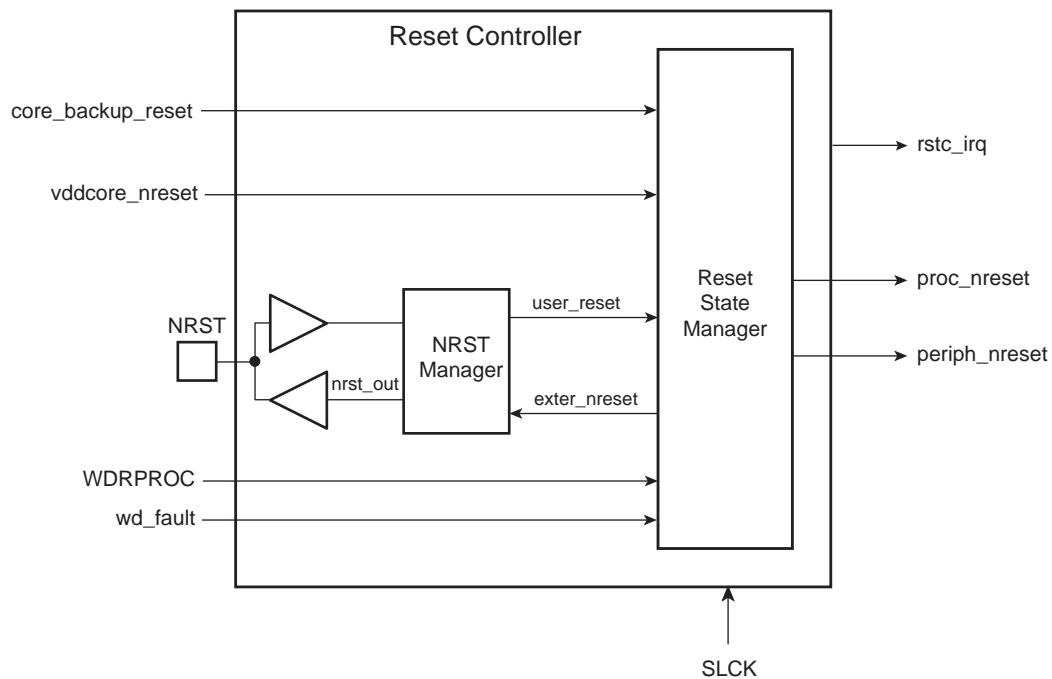 Reset Controller
core_backup_reset
rstc_irq
vddcore_nreset
Reset
State
Manager
proc_nreset
user_reset
NRST
NRST
Manager
periph_nreset
nrst_out
exter_nreset
WDRPROC
wd_fault
SLCK